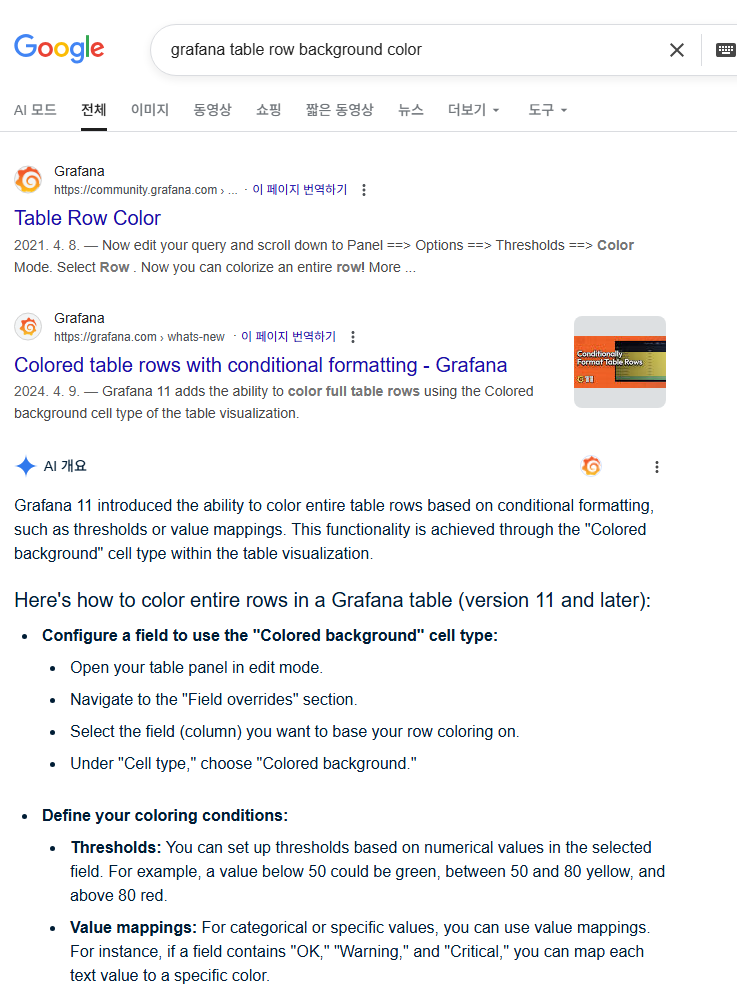 Google
grafana table row background color
AI 모드 전체 이미지 동영상 쇼핑 짧은 동영상 뉴스 더보기 도구
Grafana
https://community.grafana.com › ... · 이 페이지 번역하기
Table Row Color
2021. 4. 8. — Now edit your query and scroll down to Panel ==> Options ==> Thresholds ==> Color
Mode. Select Row . Now you can colorize an entire row! More ...
Grafana
https://grafana.com › whats-new · 이 페이지 번역하기
Colored table rows with conditional formatting - Grafana
2024. 4. 9. — Grafana 11 adds the ability to color full table rows using the Colored
background cell type of the table visualization.
Conditionally
Format Table Rows
G 11
AI 개요
Grafana 11 introduced the ability to color entire table rows based on conditional formatting,
such as thresholds or value mappings. This functionality is achieved through the "Colored
background" cell type within the table visualization.
Here's how to color entire rows in a Grafana table (version 11 and later):
• Configure a field to use the "Colored background" cell type:
• Open your table panel in edit mode.
• Navigate to the "Field overrides" section.
• Select the field (column) you want to base your row coloring on.
• Under "Cell type," choose "Colored background."
• Define your coloring conditions:
• Thresholds: You can set up thresholds based on numerical values in the selected
field. For example, a value below 50 could be green, between 50 and 80 yellow, and
above 80 red.
• Value mappings: For categorical or specific values, you can use value mappings.
For instance, if a field contains "OK," "Warning," and "Critical," you can map each
text value to a specific color.